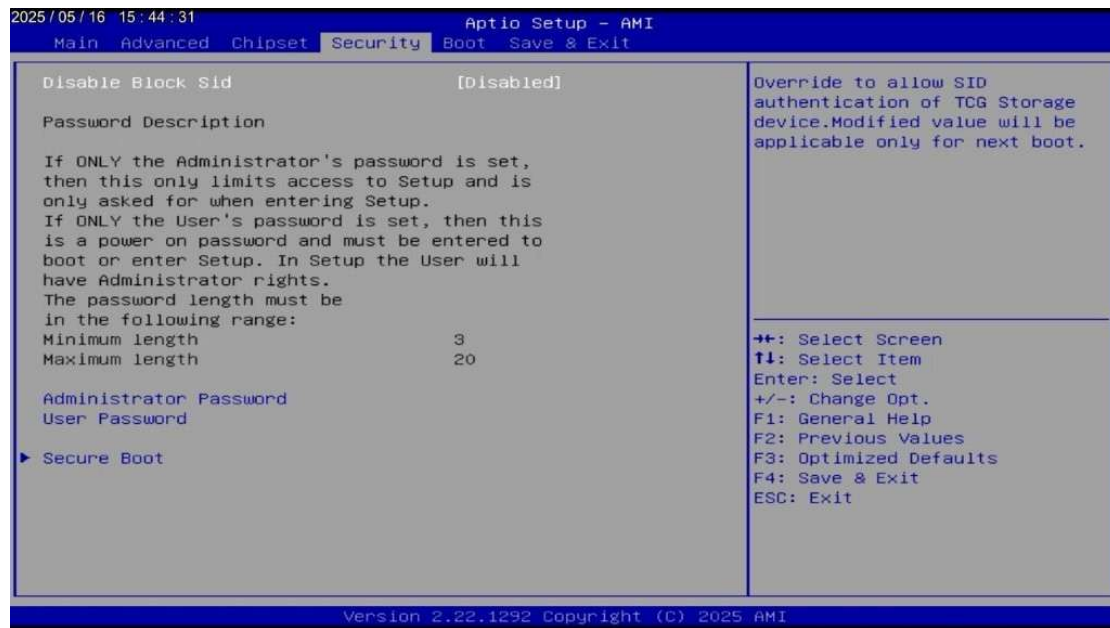 2025/05/16 15:44:31
Aptio Setup - AMI
Main Advanced Chipset Security Boot Save & Exit
Disable Block Sid [Disabled]
Password Description
If ONLY the Administrator's password is set,
then this only limits access to Setup and is
only asked for when entering Setup.
If ONLY the User's password is set, then this
is a power on password and must be entered to
boot or enter Setup. In Setup the User will
have Administrator rights.
The password length must be
in the following range:
Minimum length 3
Maximum length 20
Administrator Password
User Password
► Secure Boot
Override to allow SID
authentication of TCG Storage
device.Modified value will be
applicable only for next boot.
→←: Select Screen
↑↓: Select Item
Enter: Select
+/-: Change Opt.
F1: General Help
F2: Previous Values
F3: Optimized Defaults
F4: Save & Exit
ESC: Exit
Version 2.22.1292 Copyright (C) 2025 AMI